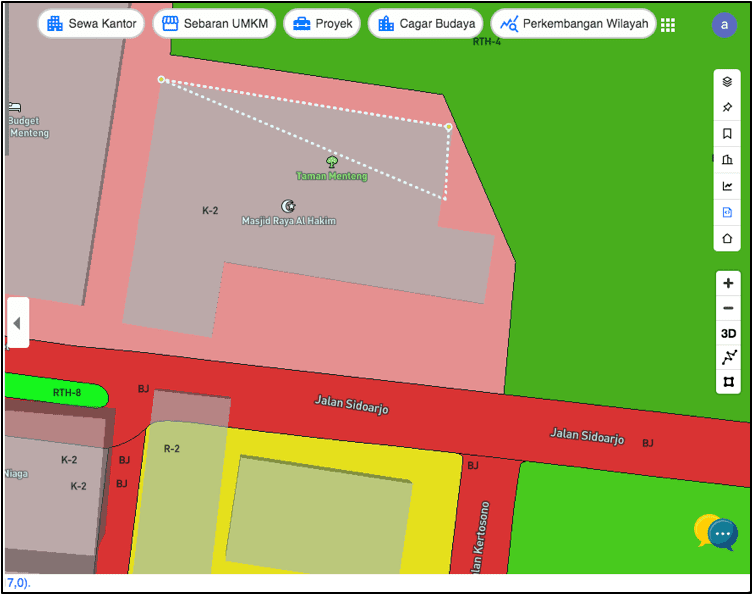 Sewa Kantor
Sebaran UMKM
Proyek
Cagar Budaya
Perkembangan Wilayah
a
RTH-4
Budget
Menteng
Taman Menteng
K-2
Masjid Raya Al Hakim
3D
RTH-8
BJ
Jalan Sidoarjo
Jalan Sidoarjo
BJ
R-2
K-2
BJ
BJ
Niaga
K-2
BJ
lan Kertosono
7,0).